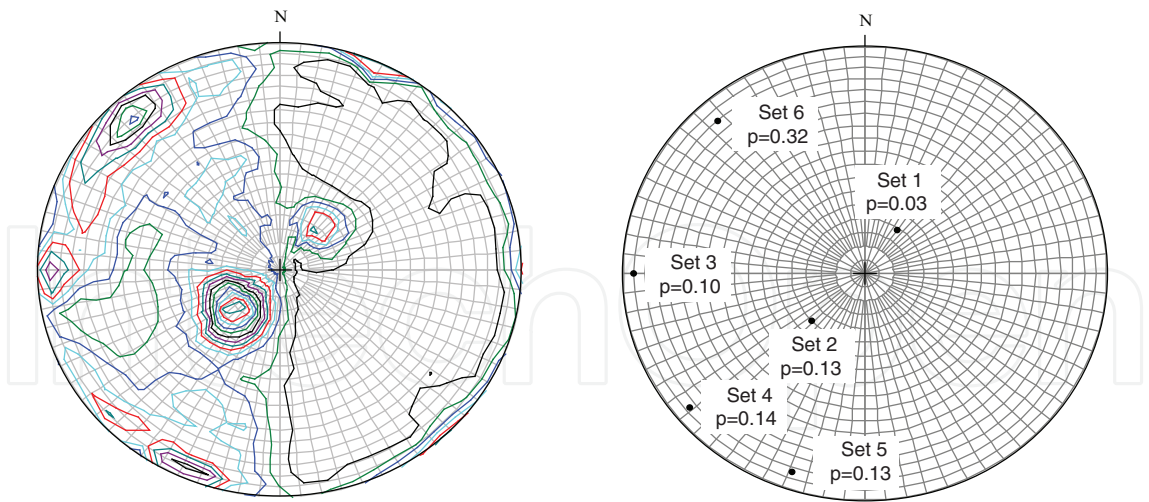 N
N
Set 6
p=0.32
Set 1
p=0.03
Set 3
p=0.10
Set 2
p=0.13
Set 4
p=0.14
Set 5
p=0.13